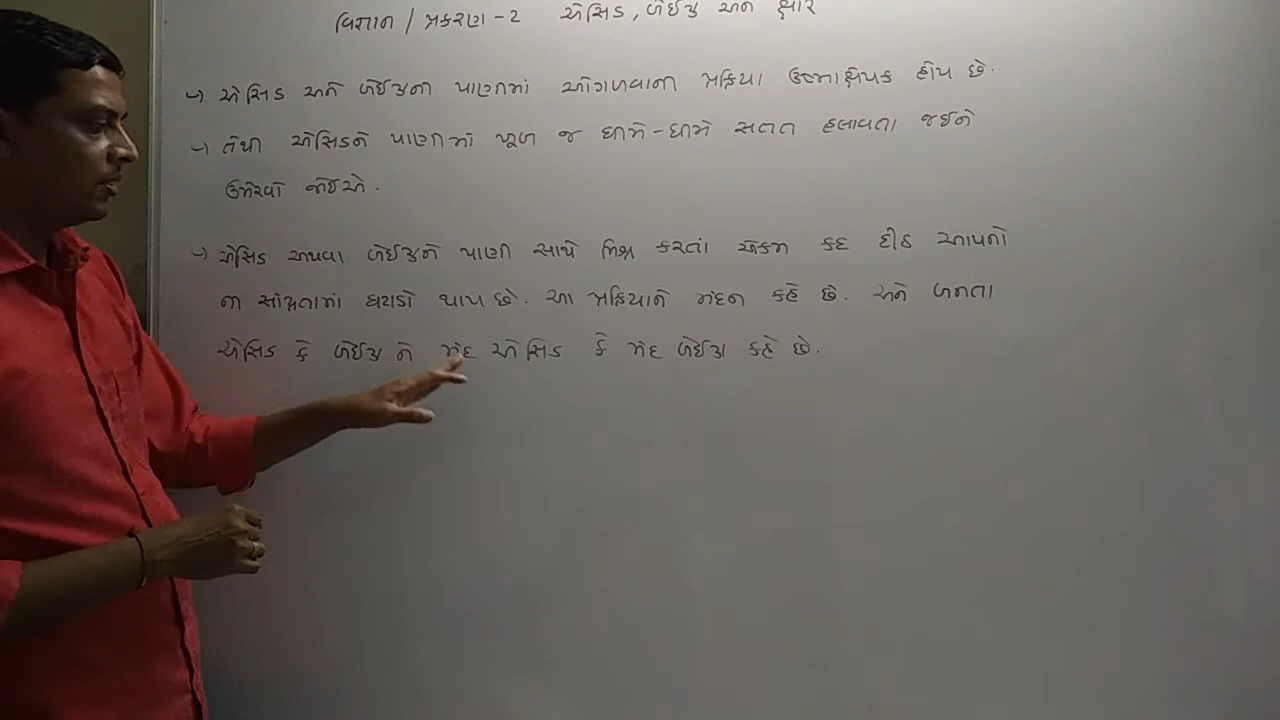 વિજ્ઞાન / પ્રકરણ - 2 એસિડ, બેઈઝ અને ક્ષાર
→ એસિડ અને બેઈઝની પાણીમાં ઓગળવાની પ્રક્રિયા ઉષ્માક્ષેપક હોય છે.
→ તેથી એસિડને પાણીમાં ખૂબ જ ધીમે-ધીમે સતત હલાવતા જઈને
ઉમેરવો જોઈએ.
→ એસિડ અથવા બેઈઝને પાણી સાથે મિશ્ર કરતાં એકમ કદ દીઠ આયનો
ના સાંદ્રતામાં ઘટાડો થાય છે. આ પ્રક્રિયાને મંદન કહે છે. અને બનતા
એસિડ કે બેઈઝ ને મંદ એસિડ કે મંદ બેઈઝ કહે છે.